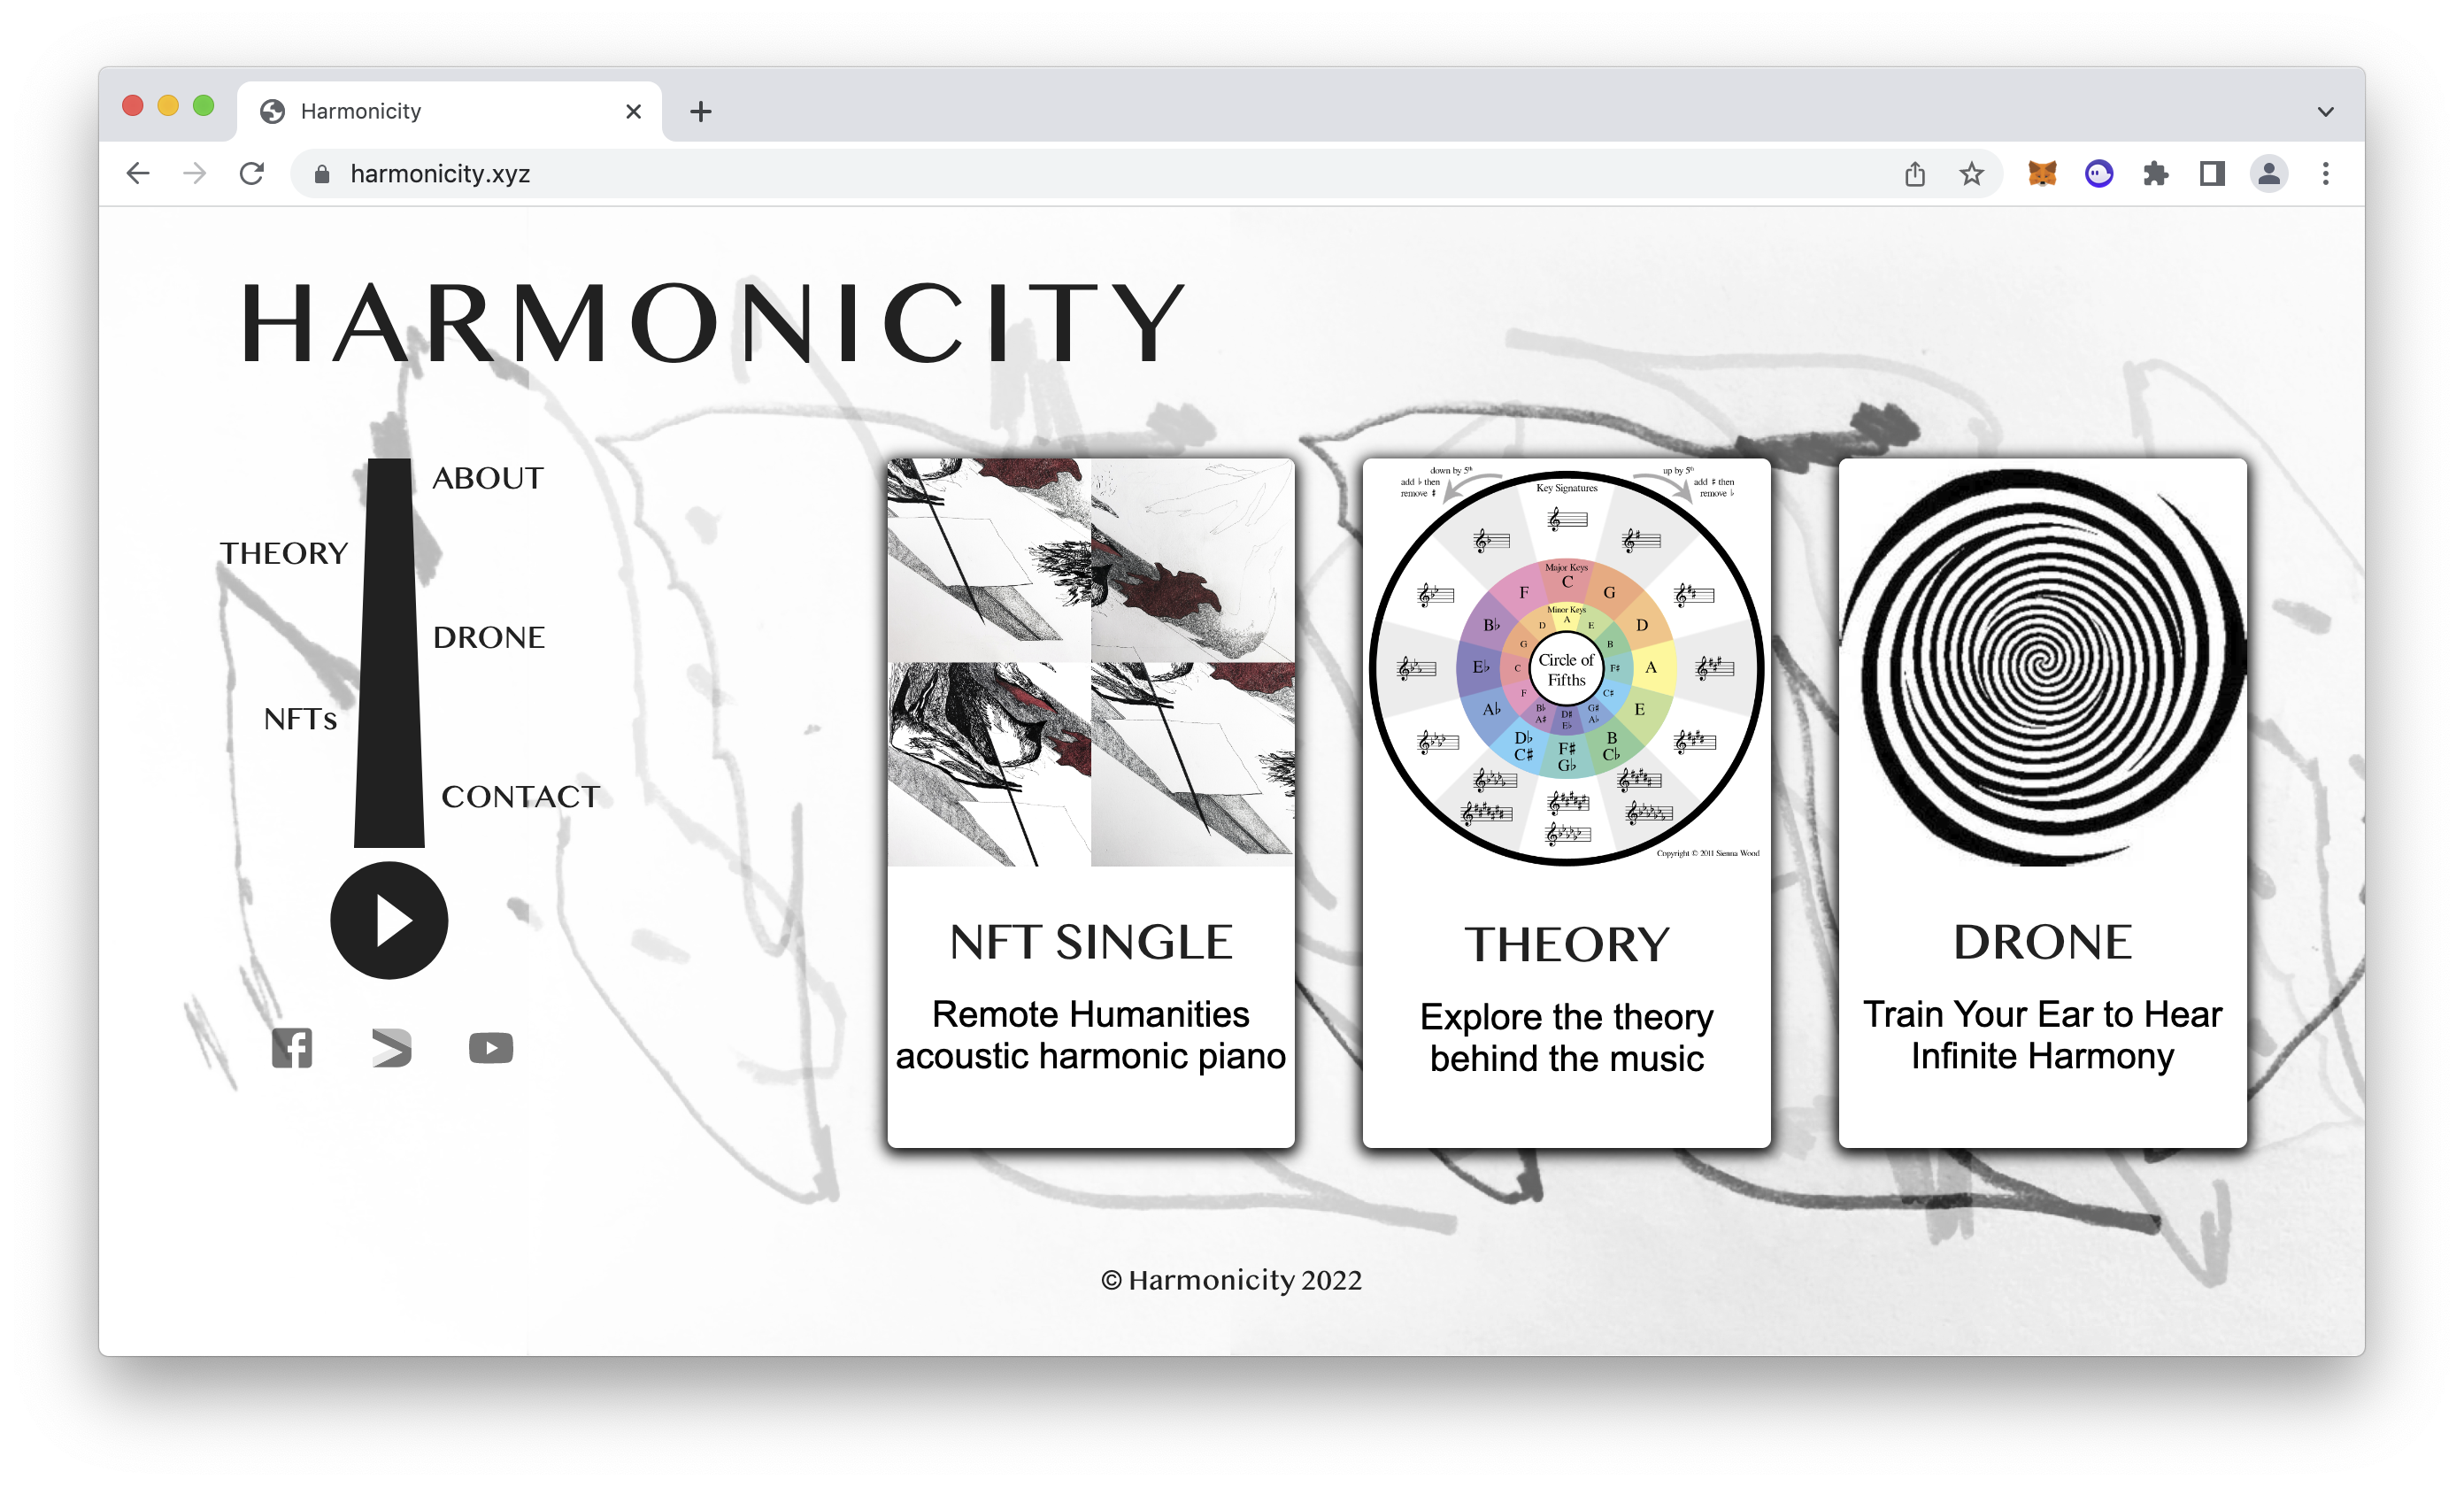 Harmonicity
harmonicity.xyz
HARMONICITY
ABOUT
THEORY
DRONE
NFTs
CONTACT
NFT SINGLE
Remote Humanities
acoustic harmonic piano
down by 5th
add ♭ then
remove ♯
up by 5th
add ♯ then
remove ♭
Key Signatures
Major Keys
C
G
D
A
E
B
C♭
F♯
G♭
D♭
C♯
A♭
E♭
B♭
F
Minor Keys
A
E
B
F♯
C♯
G♯
A♭
D♯
E♭
B♭
A♯
F
C
G
D
Circle of
Fifths
Copyright © 2011 Sienna Wood
THEORY
Explore the theory
behind the music
DRONE
Train Your Ear to Hear
Infinite Harmony
© Harmonicity 2022